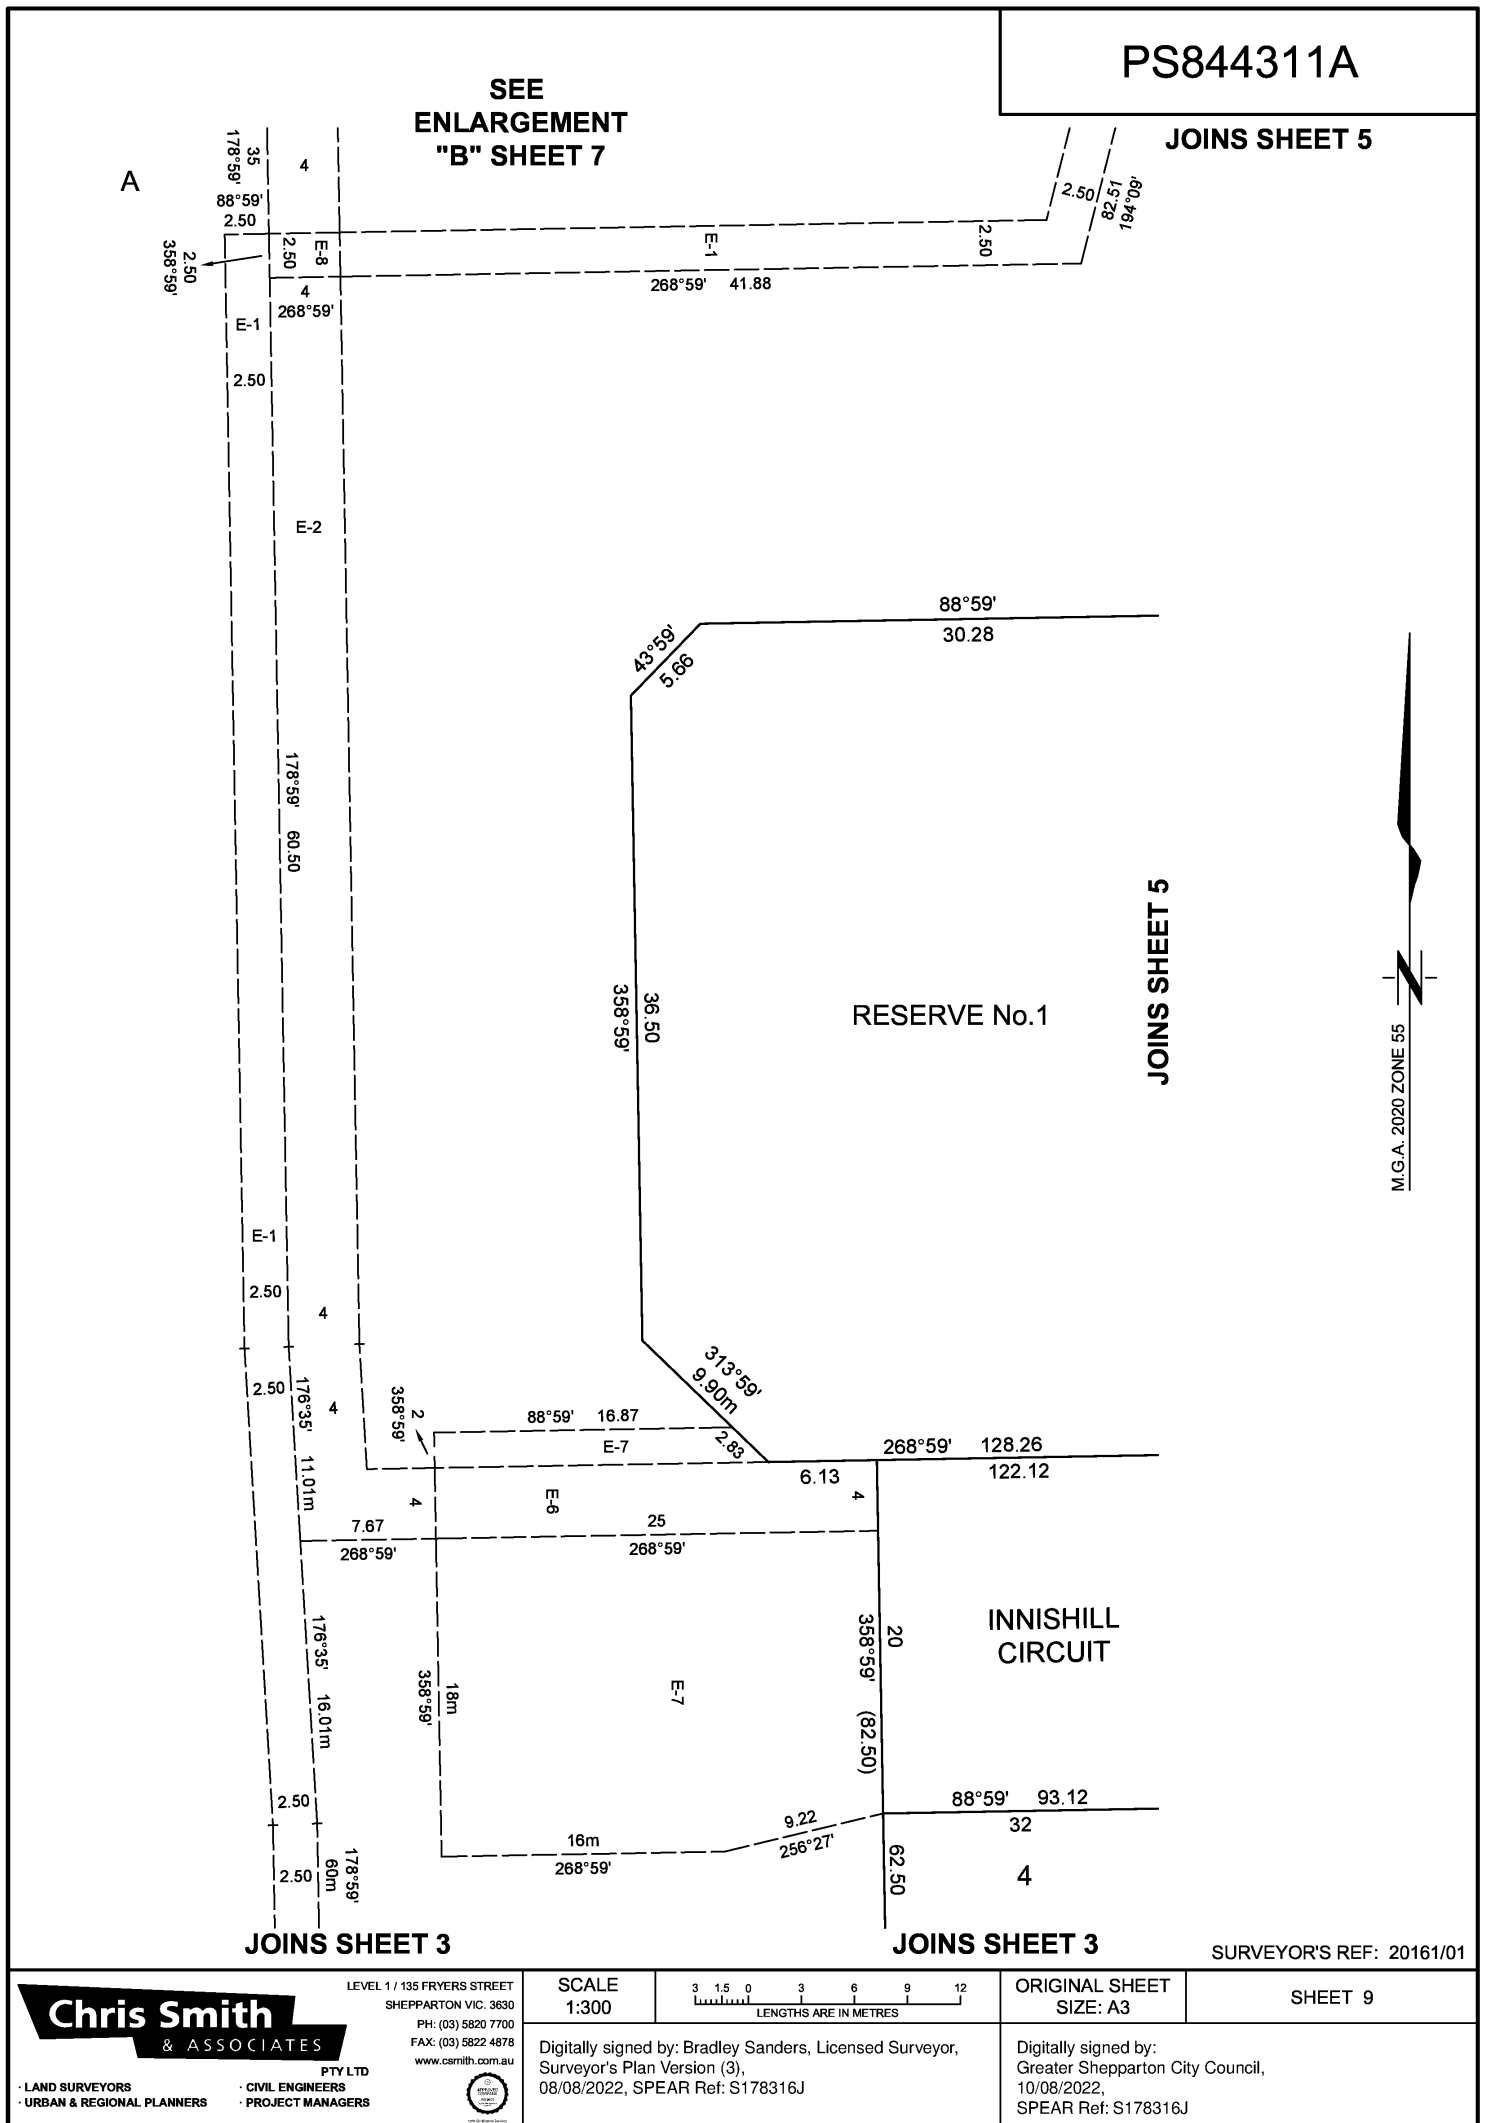 PS844311A
SEE
ENLARGEMENT
"B" SHEET 7
JOINS SHEET 5
A
35
178°59'
4
88°59'
2.50
2.50
358°59'
2.50
E-8
4
268°59'
E-1
2.50
268°59' 41.88
2.50
82.51
194°09'
E-1
2.50
E-2
88°59'
30.28
43°59'
5.66
178°59' 60.50
36.50
358°59'
RESERVE No.1
JOINS SHEET 5
M.G.A. 2020 ZONE 55
N
E-1
2.50
4
313°59'
9.90m
2.83
2.50
176°35' 11.01m
4
2
358°59'
88°59' 16.87
E-7
268°59' 128.26
122.12
6.13
4
4
E-6
7.67
268°59'
25
268°59'
176°35' 16.01m
18m
358°59'
E-7
20
358°59' (82.50)
INNISHILL
CIRCUIT
2.50
88°59' 93.12
32
9.22
256°27'
16m
268°59'
2.50
178°59'
60m
62.50
4
JOINS SHEET 3
JOINS SHEET 3
SURVEYOR'S REF: 20161/01
Chris Smith
& ASSOCIATES
PTY LTD
· LAND SURVEYORS
· URBAN & REGIONAL PLANNERS
· CIVIL ENGINEERS
· PROJECT MANAGERS
LEVEL 1 / 135 FRYERS STREET
SHEPPARTON VIC. 3630
PH: (03) 5820 7700
FAX: (03) 5822 4878
www.csmith.com.au
SCALE
1:300
3 1.5 0 3 6 9 12
LENGTHS ARE IN METRES
ORIGINAL SHEET
SIZE: A3
SHEET 9
Digitally signed by: Bradley Sanders, Licensed Surveyor,
Surveyor's Plan Version (3),
08/08/2022, SPEAR Ref: S178316J
Digitally signed by:
Greater Shepparton City Council,
10/08/2022,
SPEAR Ref: S178316J